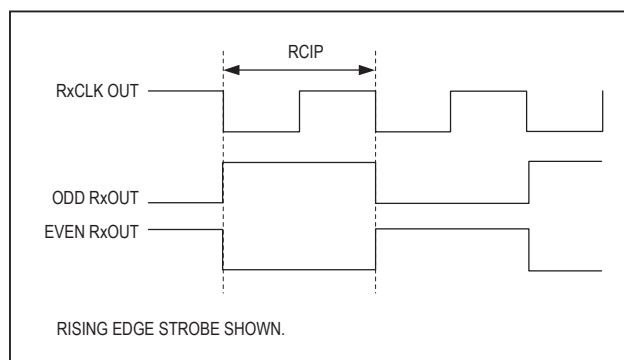 RCIP
RxCLK OUT
ODD RxOUT
EVEN RxOUT
RISING EDGE STROBE SHOWN.